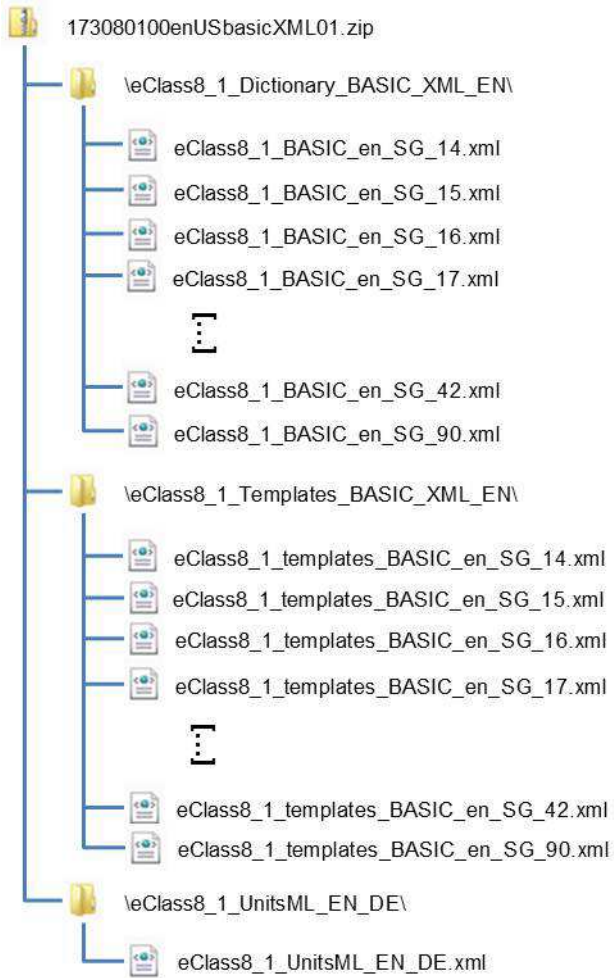 173080100enUSbasicXML01.zip
\eClass8_1_Dictionary_BASIC_XML_EN\
eClass8_1_BASIC_en_SG_14.xml
eClass8_1_BASIC_en_SG_15.xml
eClass8_1_BASIC_en_SG_16.xml
eClass8_1_BASIC_en_SG_17.xml
eClass8_1_BASIC_en_SG_42.xml
eClass8_1_BASIC_en_SG_90.xml
\eClass8_1_Templates_BASIC_XML_EN\
eClass8_1_templates_BASIC_en_SG_14.xml
eClass8_1_templates_BASIC_en_SG_15.xml
eClass8_1_templates_BASIC_en_SG_16.xml
eClass8_1_templates_BASIC_en_SG_17.xml
eClass8_1_templates_BASIC_en_SG_42.xml
eClass8_1_templates_BASIC_en_SG_90.xml
\eClass8_1_UnitsML_EN_DE\
eClass8_1_UnitsML_EN_DE.xml